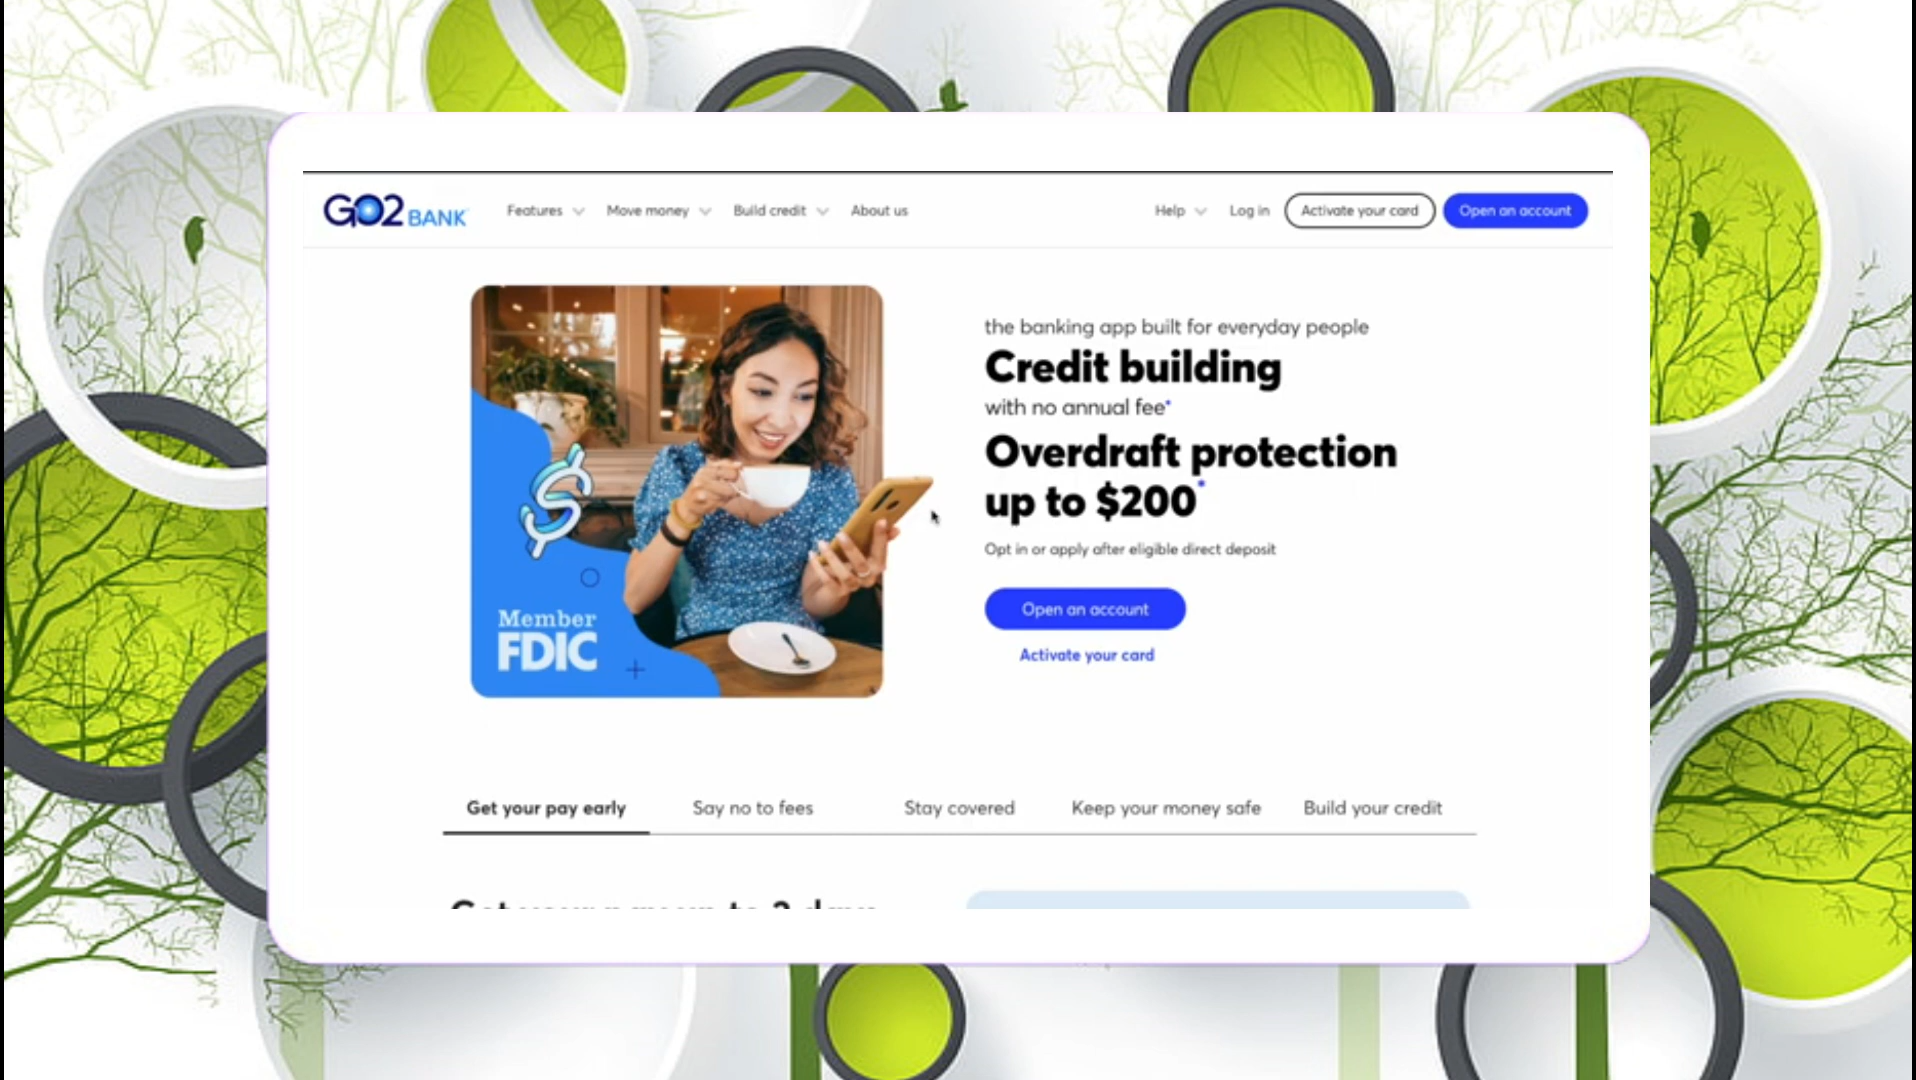 GO2 BANK
Features
Move money
Build credit
About us
Help
Log in
Activate your card
Open an account
the banking app built for everyday people
Credit building
with no annual fee*
Overdraft protection
up to $200*
Opt in or apply after eligible direct deposit
Open an account
Activate your card
Member
FDIC
Get your pay early
Say no to fees
Stay covered
Keep your money safe
Build your credit